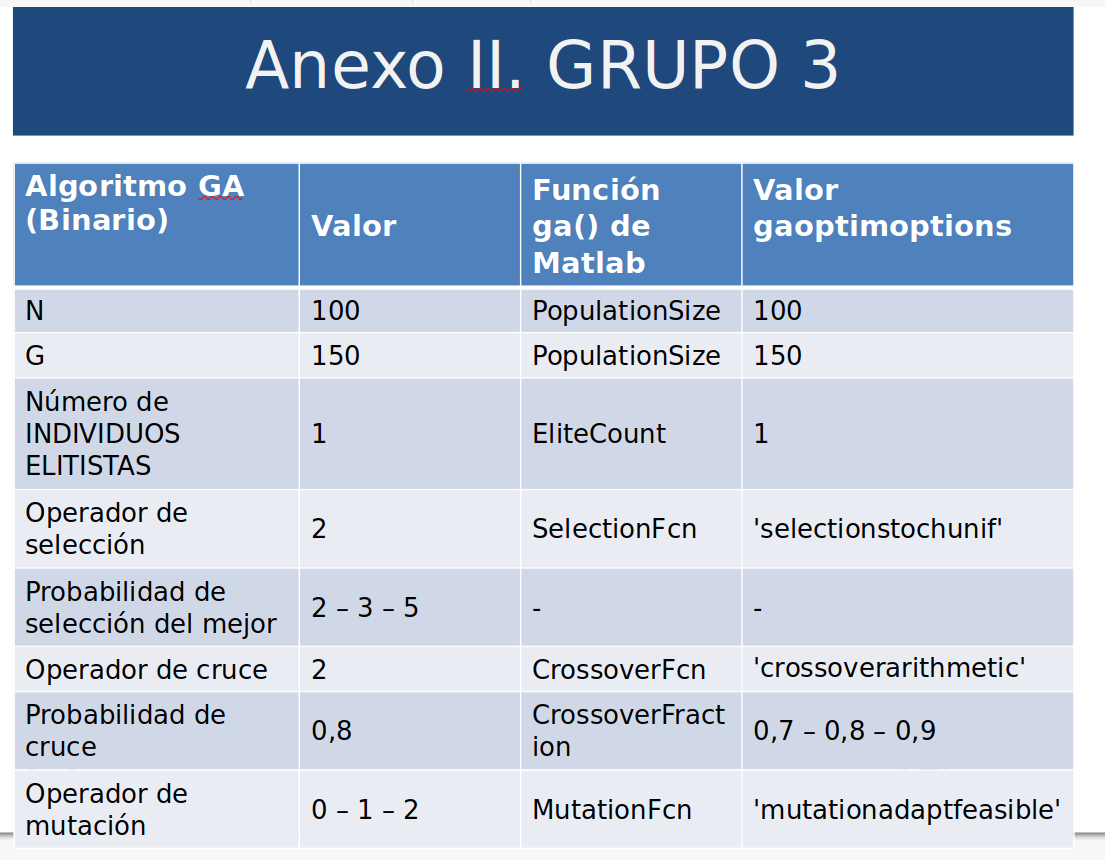 Anexo II. GRUPO 3
Algoritmo GA
(Binario)
Valor
Función
ga() de
Matlab
Valor
gaoptimoptions
N
100
PopulationSize
100
G
150
PopulationSize
150
Número de
INDIVIDUOS
ELITISTAS
1
EliteCount
1
Operador de
selección
2
SelectionFcn
'selectionstochunif'
Probabilidad de
selección del mejor
2 – 3 – 5
-
-
Operador de cruce
2
CrossoverFcn
'crossoverarithmetic'
Probabilidad de
cruce
0,8
CrossoverFract
ion
0,7 – 0,8 – 0,9
Operador de
mutación
0 – 1 – 2
MutationFcn
'mutationadaptfeasible'